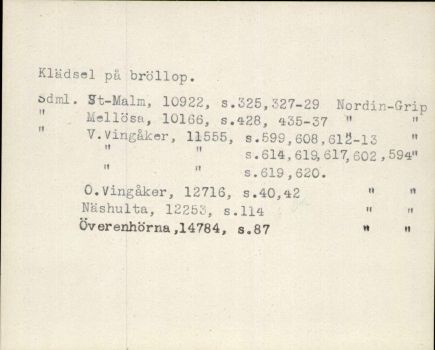 Klädsel på bröllop.
Sdml. St-Malm, 10922, s.325,327-29 Nordin-Grip
" Mellösa, 10166, s.428, 435-37 " "
" V.Vingåker, 11555, s.599,608,612-13 " "
" " s.614,619,617,602,594"
" " s.619,620.
O.Vingåker, 12716, s.40,42 " "
Näshulta, 12253, s.114 " "
Överenhörna,14784, s.87 " "